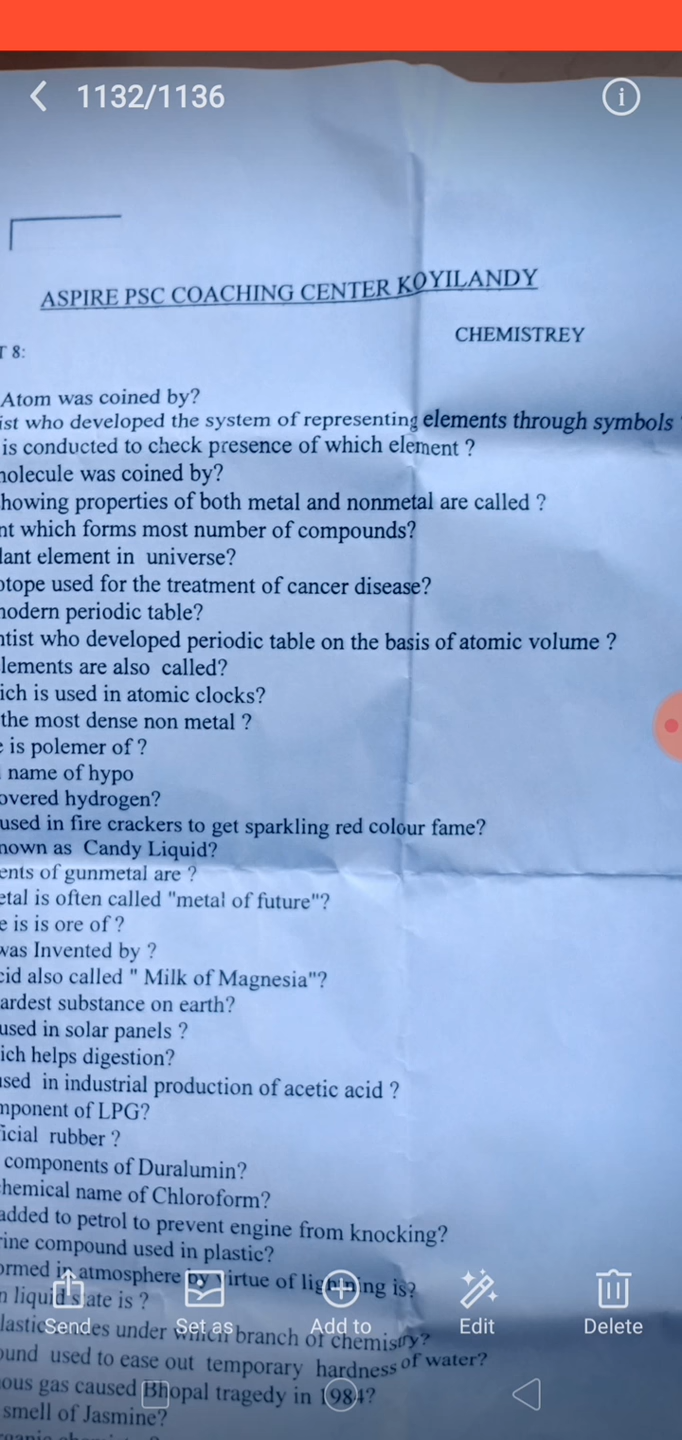 1132/1136
ASPIRE PSC COACHING CENTER KOYILANDY
CHEMISTREY
T 8:
Atom was coined by?
ist who developed the system of representing elements through symbols
is conducted to check presence of which element ?
nolecule was coined by?
howing properties of both metal and nonmetal are called ?
nt which forms most number of compounds?
lant element in universe?
otope used for the treatment of cancer disease?
nodern periodic table?
ntist who developed periodic table on the basis of atomic volume ?
lements are also called?
ich is used in atomic clocks?
the most dense non metal ?
e is polemer of ?
name of hypo
overed hydrogen?
used in fire crackers to get sparkling red colour fame?
nown as Candy Liquid?
ents of gunmetal are ?
etal is often called "metal of future"?
e is is ore of ?
was Invented by ?
cid also called " Milk of Magnesia"?
ardest substance on earth?
used in solar panels ?
ich helps digestion?
used in industrial production of acetic acid ?
mponent of LPG?
ficial rubber ?
components of Duralumin?
hemical name of Chloroform?
added to petrol to prevent engine from knocking?
rine compound used in plastic?
ormed in atmosphere by virtue of lightning is?
n liquid state is ?
lastic comes under which branch of chemistry?
ound used to ease out temporary hardness of water?
ous gas caused Bhopal tragedy in 1984?
smell of Jasmine?
Send
Set as
Add to
Edit
Delete